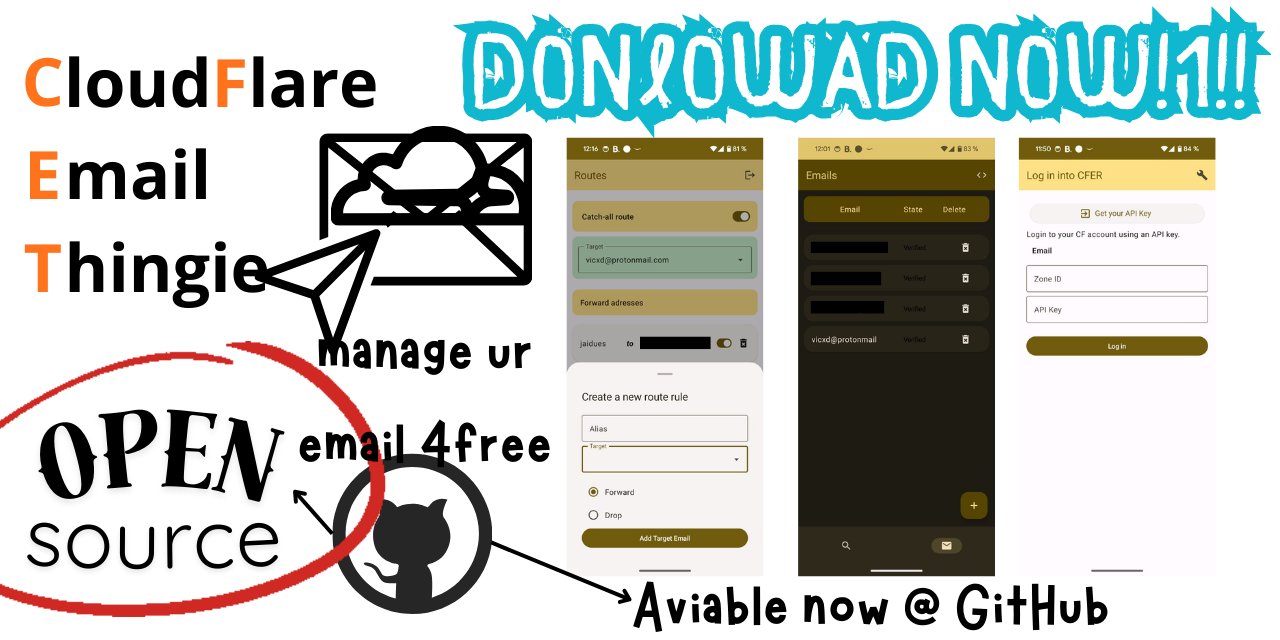 CloudFlare
Email
Thingie
DONLOWAD NOW!1!!
manage ur
email 4free
OPEN
source
Aviable now @ GitHub
12:16 B. 81 %
Routes
Catch-all route
Target
vicxd@protonmail.com
Forward adresses
jaidues to
Create a new route rule
Alias
Target
Forward
Drop
Add Target Email
12:01 B. 83 %
Emails
Email State Delete
Verified
Verified
Verified
vicxd@protonmail Verified
11:50 B. 84 %
Log in into CFER
Get your API Key
Login to your CF account using an API key.
Email
Zone ID
API Key
Log in